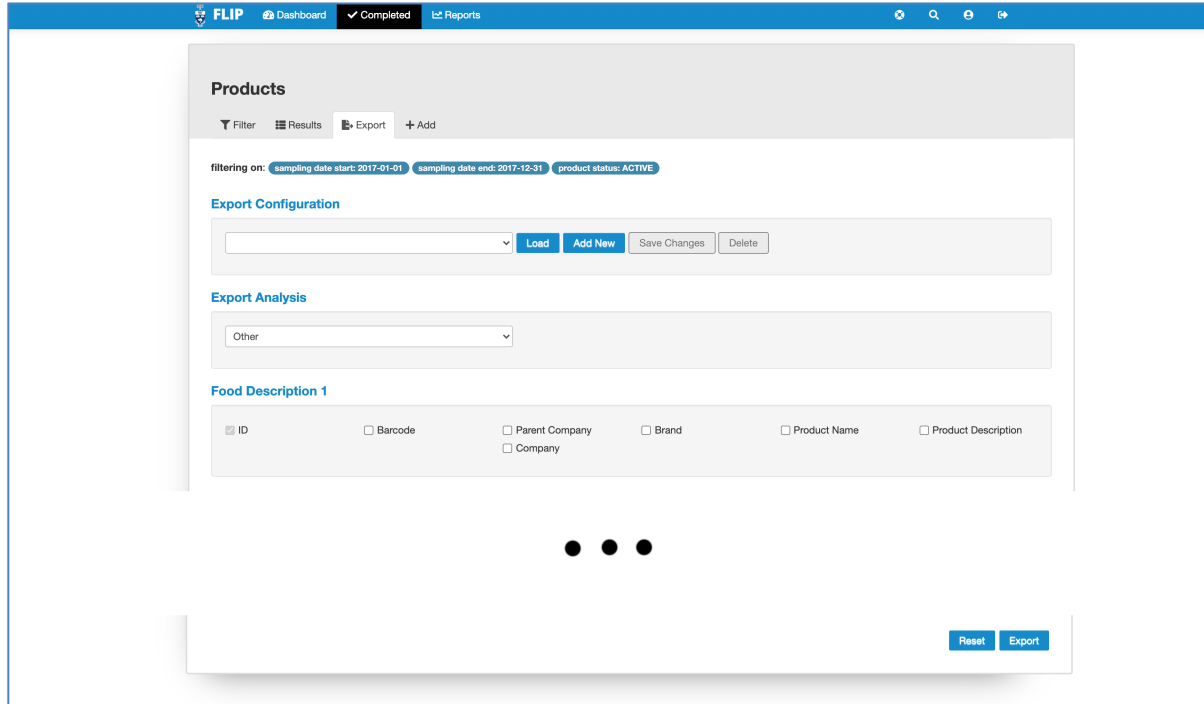 FLIP Dashboard Completed Reports
Products
Filter Results Export Add
filtering on: sampling date start: 2017-01-01 sampling date end: 2017-12-31 product status: ACTIVE
Export Configuration
Load Add New Save Changes Delete
Export Analysis
Other
Food Description 1
ID Barcode Parent Company Brand Product Name Product Description
Company
Reset Export